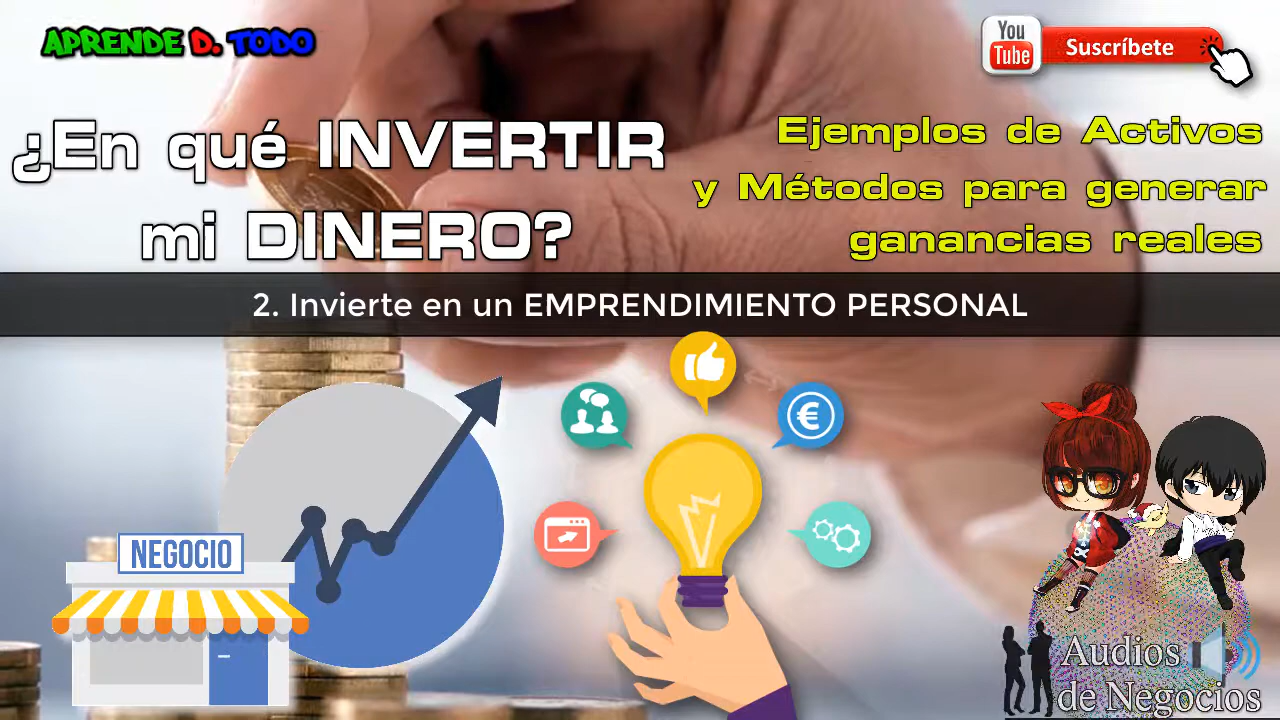 APRENDE D. TODO
You
Tube
Suscríbete
¿En qué INVERTIR
mi DINERO?
Ejemplos de Activos
y Métodos para generar
ganancias reales
2. Invierte en un EMPRENDIMIENTO PERSONAL
€
NEGOCIO
Audios
de Negocios